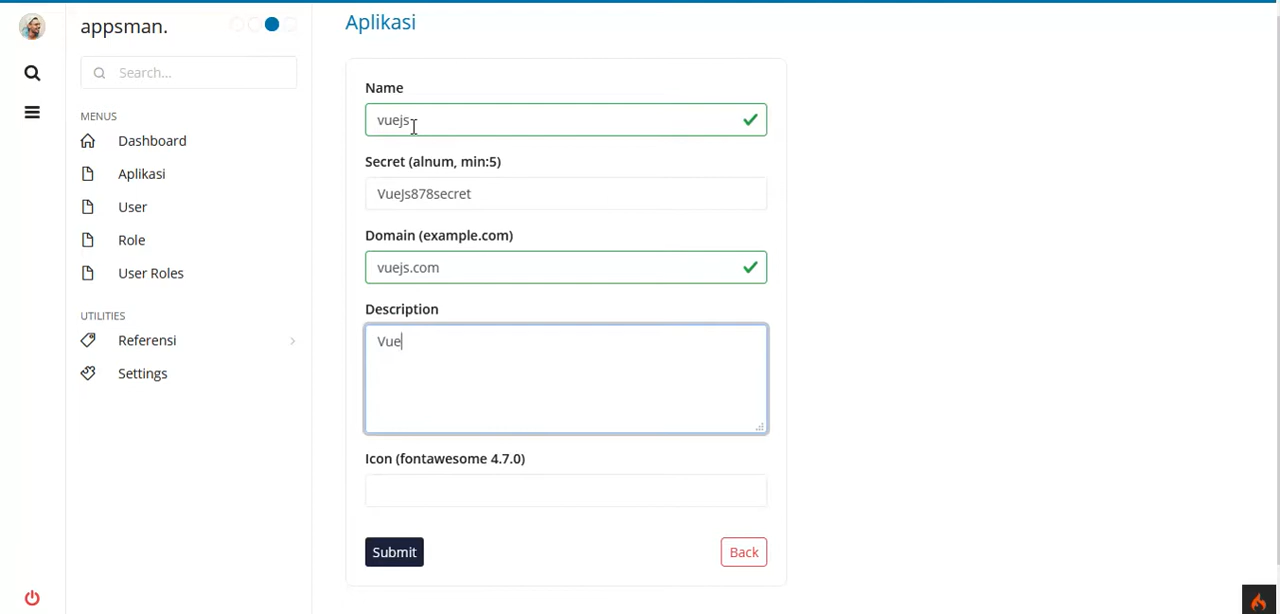 appsman.
Search...
MENUS
Dashboard
Aplikasi
User
Role
User Roles
UTILITIES
Referensi
Settings
Aplikasi
Name
vuejs
Secret (alnum, min:5)
VueJs878secret
Domain (example.com)
vuejs.com
Description
Vue
Icon (fontawesome 4.7.0)
Submit
Back